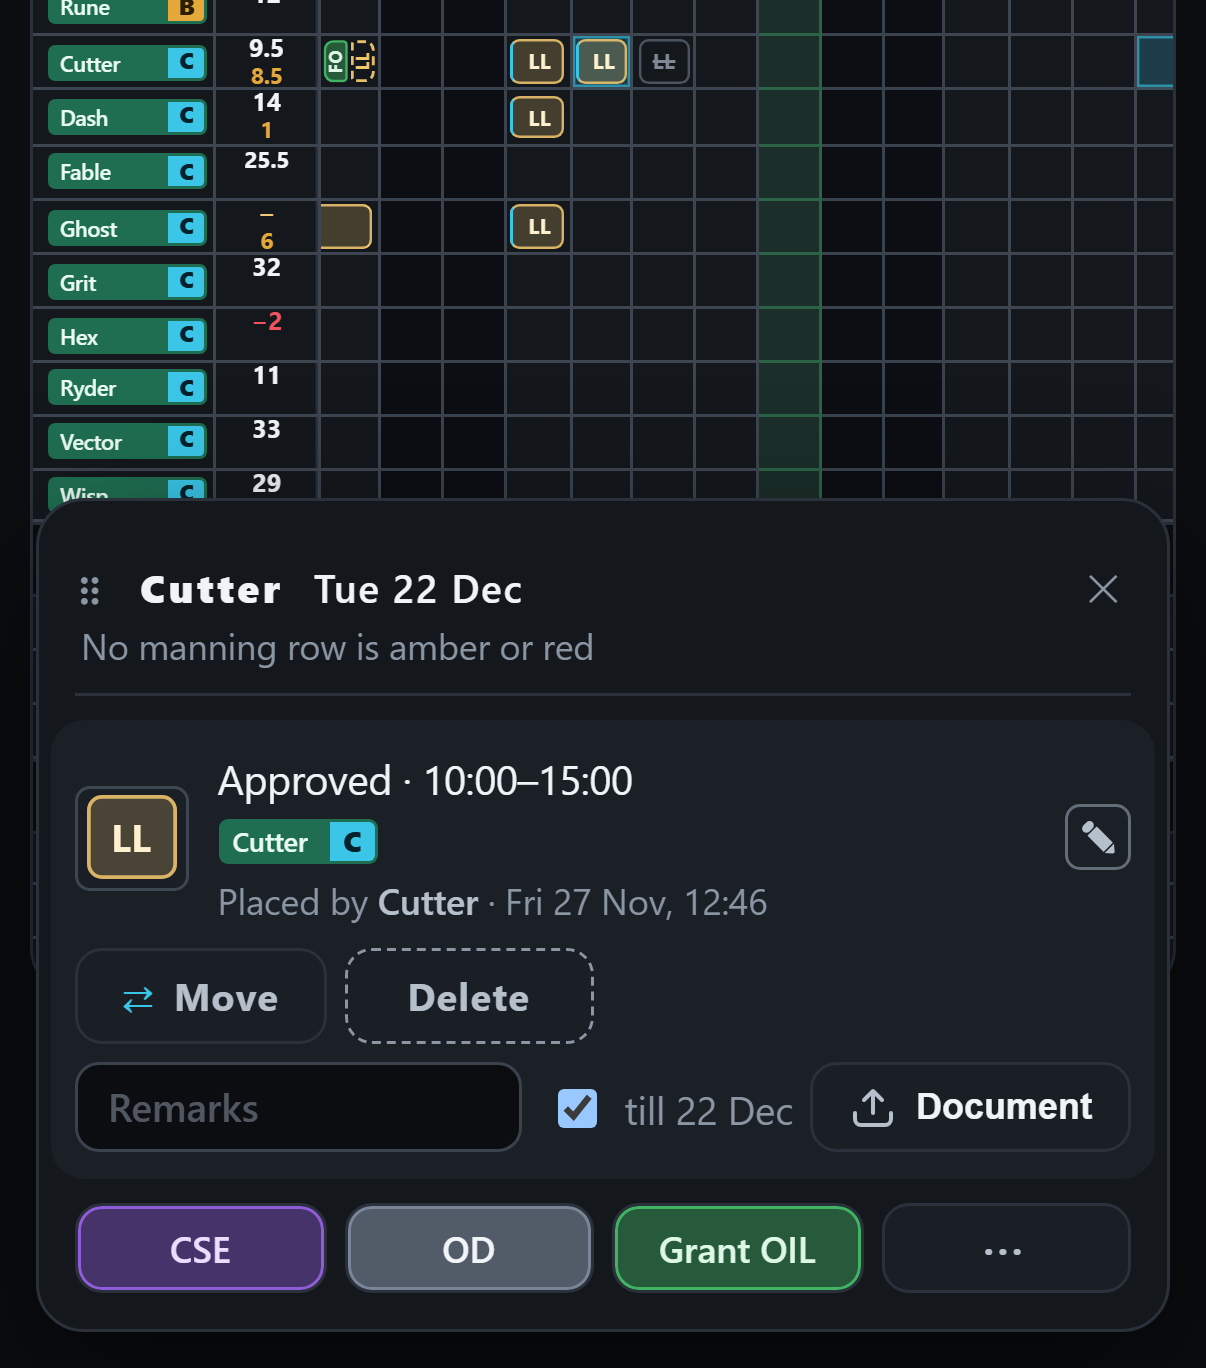 Rune B 12
Cutter C 9.5 FO LL LL LL LL
8.5
Dash C 14 LL
1
Fable C 25.5
Ghost C – LL
6
Grit C 32
Hex C –2
Ryder C 11
Vector C 33
Wisp C 29
Cutter Tue 22 Dec
No manning row is amber or red
LL Approved · 10:00–15:00
Cutter C
Placed by Cutter · Fri 27 Nov, 12:46
Move Delete
Remarks till 22 Dec Document
CSE OD Grant OIL ...